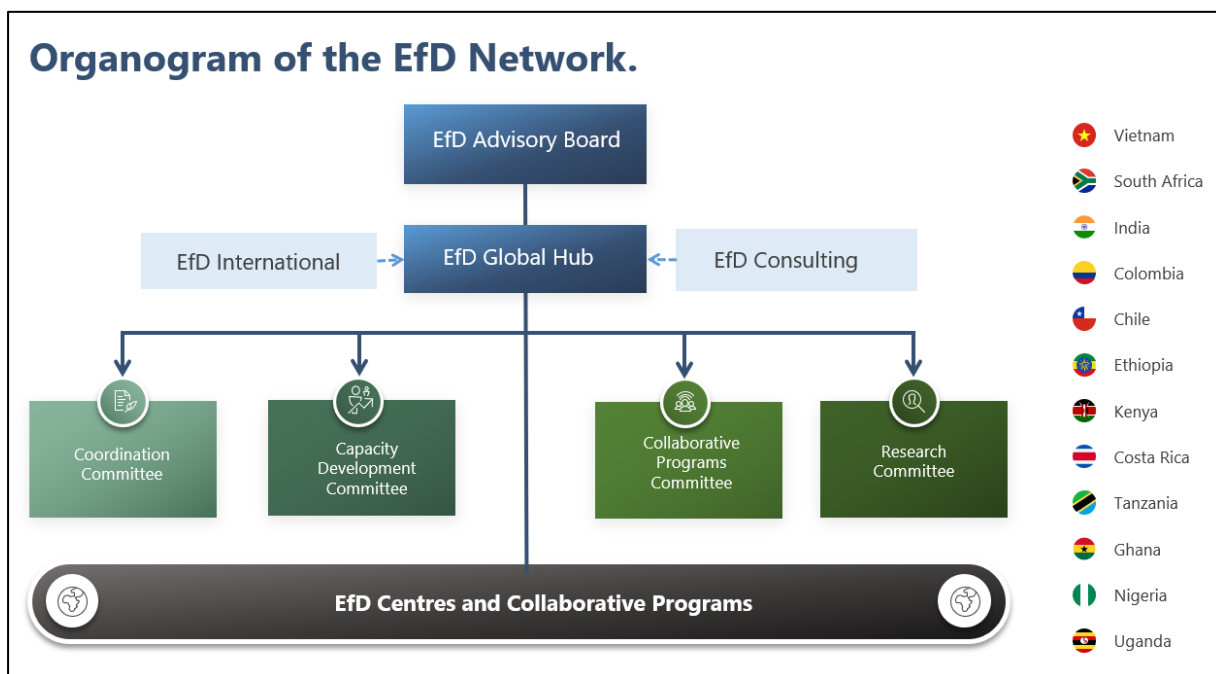 Organogram of the EfD Network.
EfD Advisory Board
EfD International
EfD Global Hub
EfD Consulting
Coordination
Committee
Capacity
Development
Committee
Collaborative
Programs
Committee
Research
Committee
EfD Centres and Collaborative Programs
Vietnam
South Africa
India
Colombia
Chile
Ethiopia
Kenya
Costa Rica
Tanzania
Ghana
Nigeria
Uganda